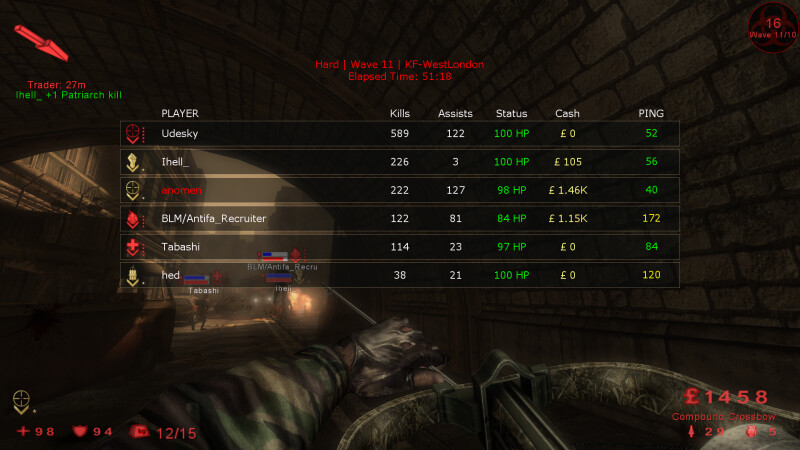 16
Wave 11/10
Hard | Wave 11 | KF-WestLondon
Elapsed Time: 51:18
Trader: 27m
Ihell_ +1 Patriarch kill
PLAYER Kills Assists Status Cash PING
Udesky 589 122 100 HP £ 0 52
Ihell_ 226 3 100 HP £ 105 56
anomen 222 127 98 HP £ 1.46K 40
BLM/Antifa_Recruiter 122 81 84 HP £ 1.15K 172
Tabashi 114 23 97 HP £ 0 84
hed 38 21 100 HP £ 0 120
BLM/Antifa_Recru
Tabashi
Ihell
£1458
Compound Crossbow
98 94 12/15 29 5